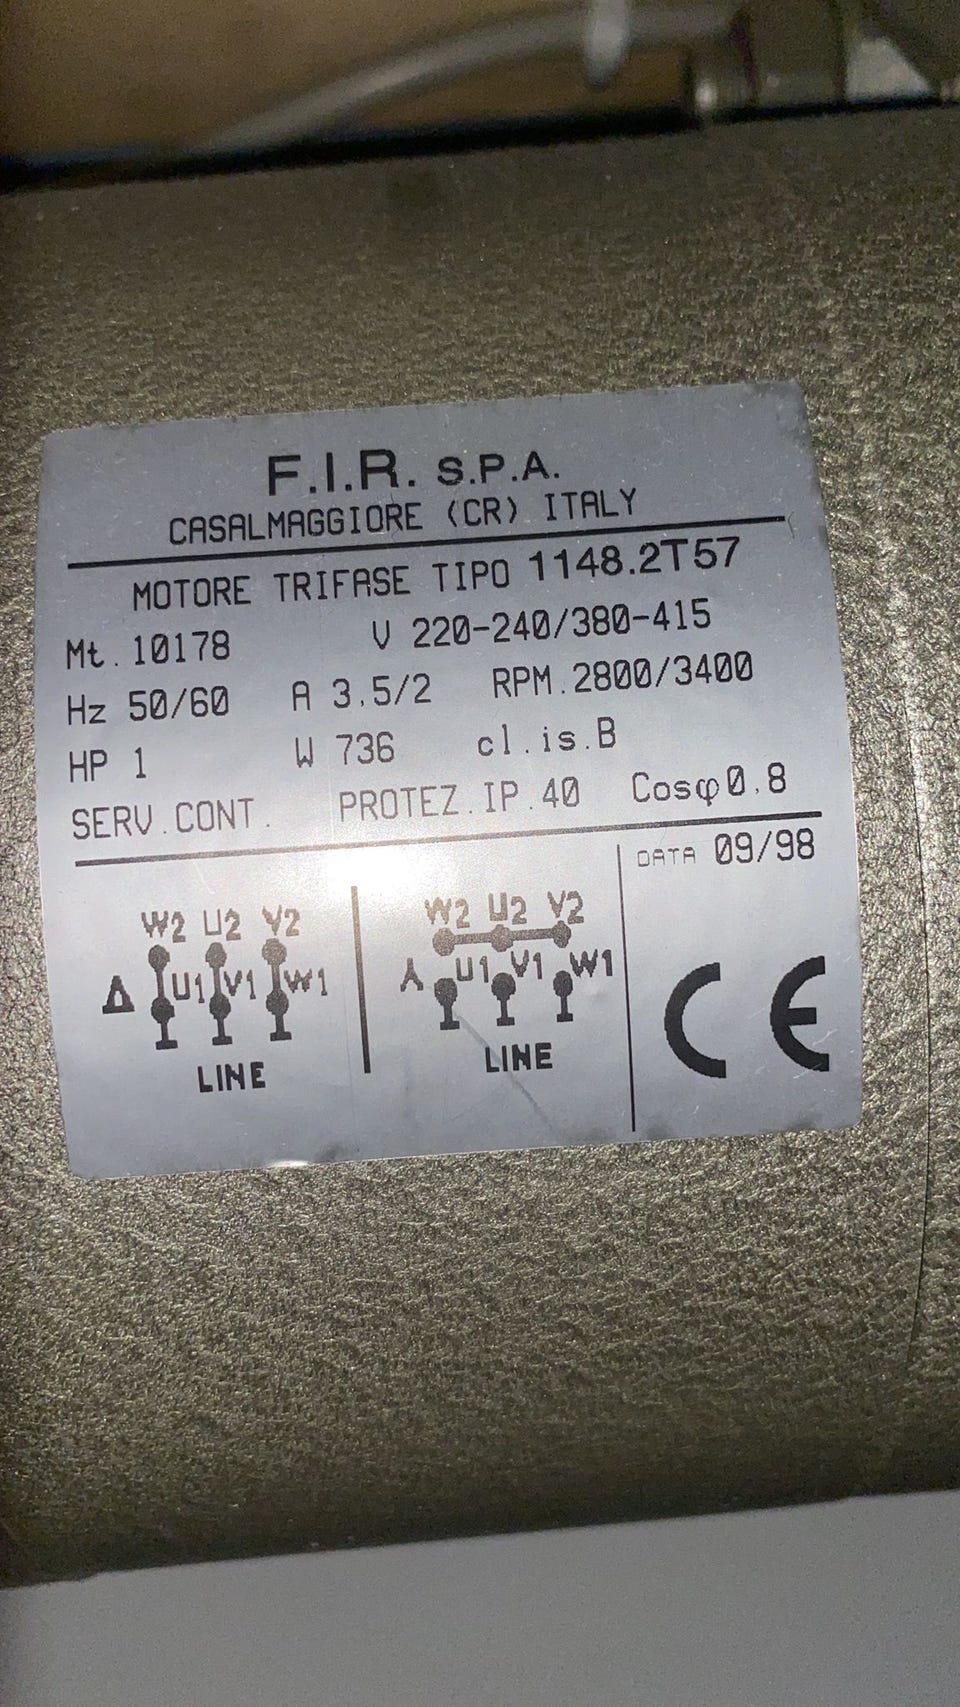 F.I.R. S.P.A.
CASALMAGGIORE (CR) ITALY
MOTORE TRIFASE TIPO 1148.2T57
Mt.10178 V 220-240/380-415
Hz 50/60 A 3.5/2 RPM.2800/3400
HP 1 W 736 cl.is.B
SERV.CONT. PROTEZ.IP.40 Cosφ0.8
DATA 09/98
W2 U2 V2
Δ U1 V1 W1
LINE
W2 U2 V2
U1 V1 W1
LINE
CE